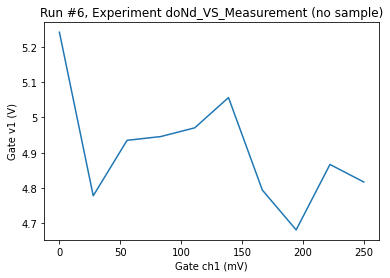 Run #6, Experiment doNd_VS_Measurement (no sample)
5.2
5.1
5
4.9
4.8
4.7
Gate v1 (V)
0 50 100 150 200 250
Gate ch1 (mV)